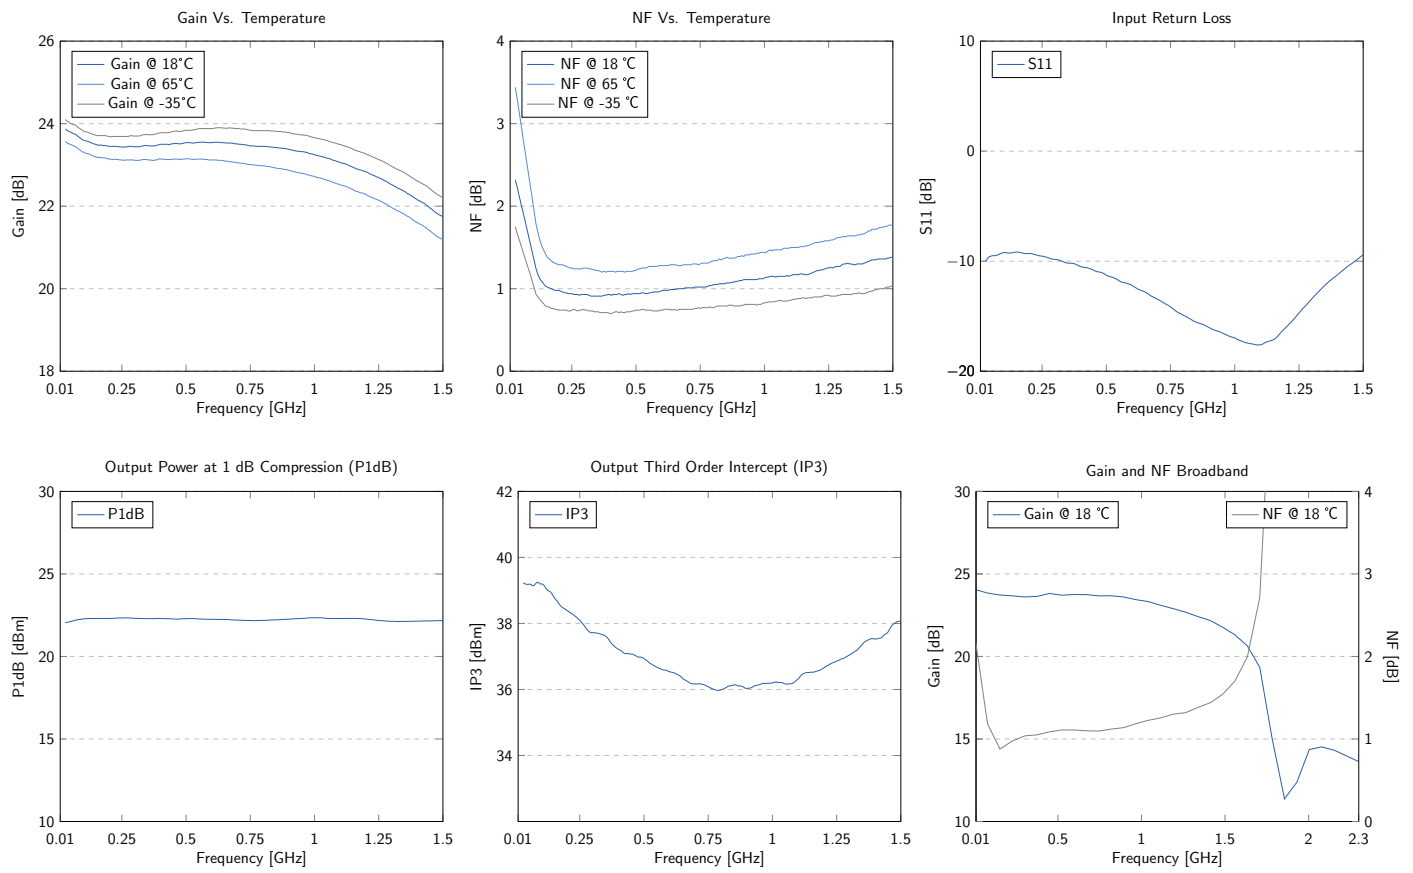 Gain Vs. Temperature
26
24
22
20
18
Gain [dB]
Gain @ 18°C
Gain @ 65°C
Gain @ -35°C
0.01 0.25 0.5 0.75 1 1.25 1.5
Frequency [GHz]
NF Vs. Temperature
4
3
2
1
0
NF [dB]
NF @ 18 °C
NF @ 65 °C
NF @ -35 °C
0.01 0.25 0.5 0.75 1 1.25 1.5
Frequency [GHz]
Input Return Loss
10
0
−10
−20
S11 [dB]
S11
0.01 0.25 0.5 0.75 1 1.25 1.5
Frequency [GHz]
Output Power at 1 dB Compression (P1dB)
30
25
20
15
10
P1dB [dBm]
P1dB
0.01 0.25 0.5 0.75 1 1.25 1.5
Frequency [GHz]
Output Third Order Intercept (IP3)
42
40
38
36
34
IP3 [dBm]
IP3
0.01 0.25 0.5 0.75 1 1.25 1.5
Frequency [GHz]
Gain and NF Broadband
30
25
20
15
10
Gain [dB]
Gain @ 18 °C
NF @ 18 °C
4
3
2
1
0
NF [dB]
0.01 0.5 1 1.5 2 2.3
Frequency [GHz]